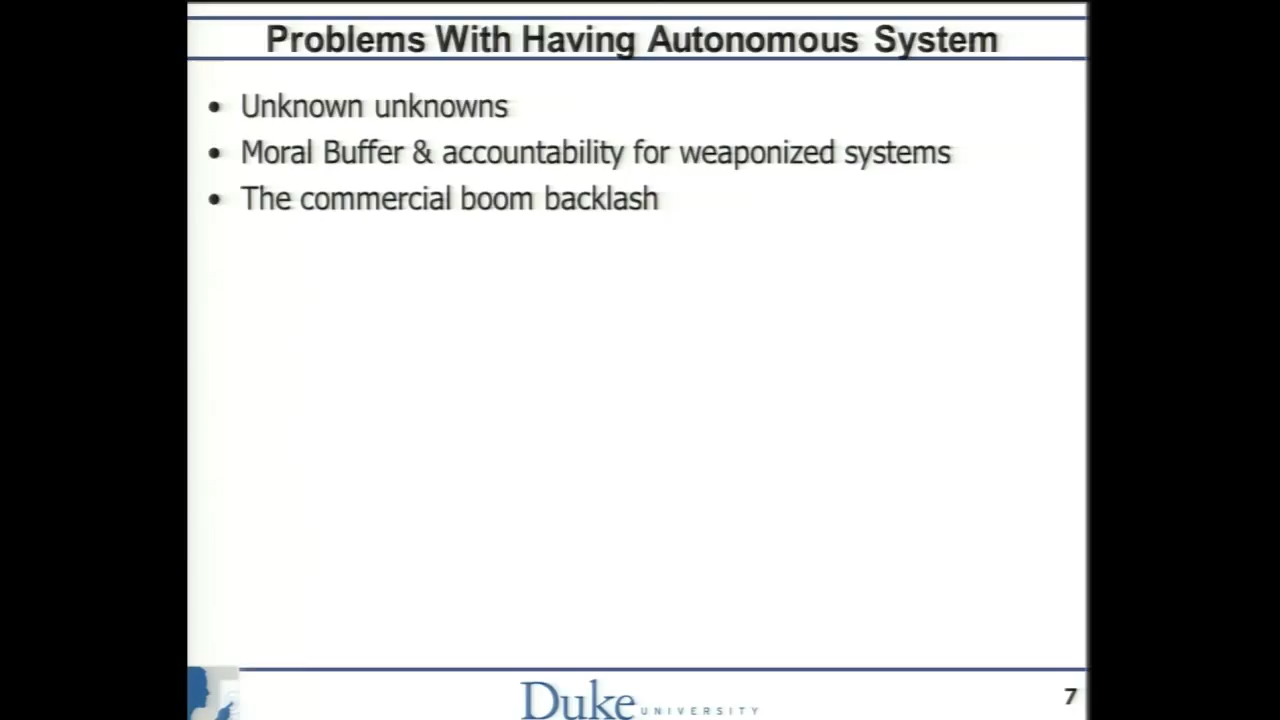 Problems With Having Autonomous System
• Unknown unknowns
• Moral Buffer & accountability for weaponized systems
• The commercial boom backlash
Duke UNIVERSITY
7